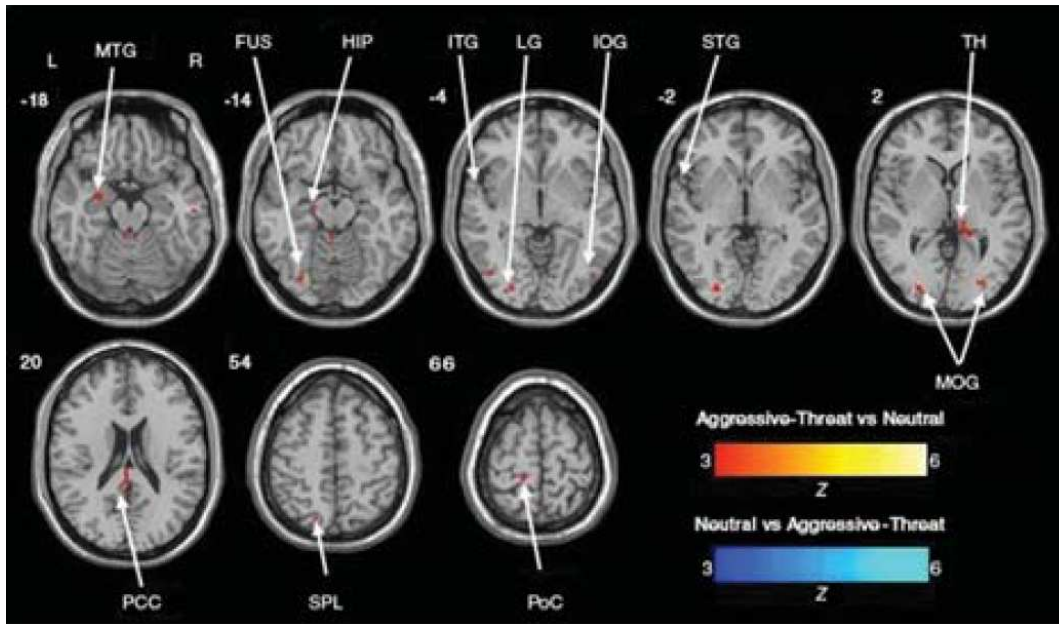 FUS HIP ITG LG IOG STG TH
L MTG R
-18 -14 -4 -2 2
20 54 66
MOG
Aggressive-Threat vs Neutral
3 6
Z
Neutral vs Aggressive-Threat
3 6
Z
PCC SPL PoC